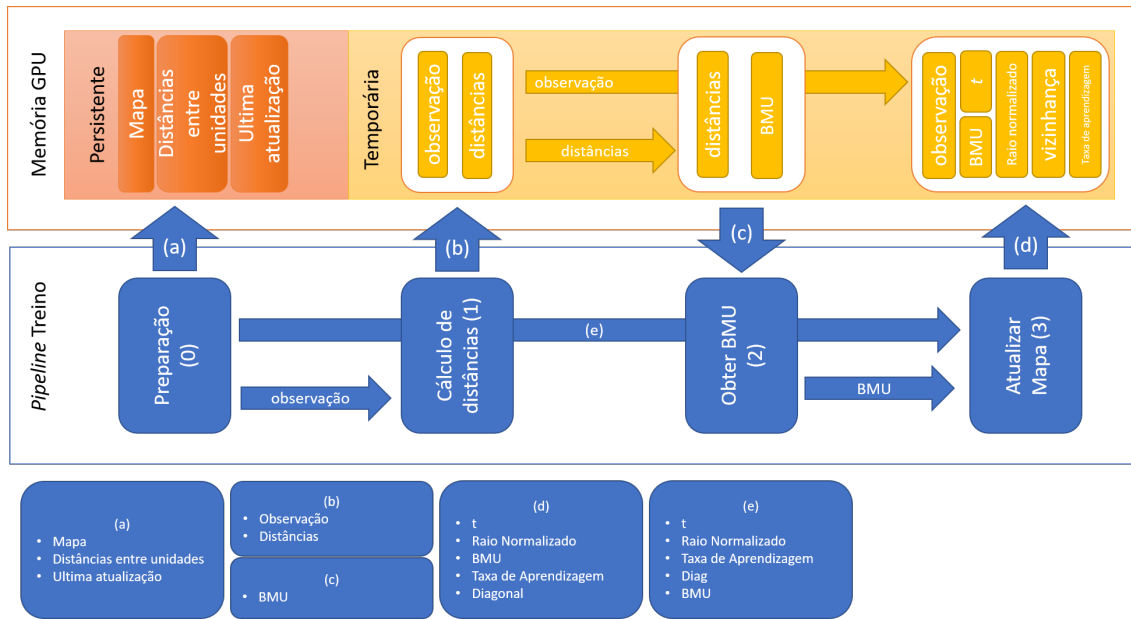 Memória GPU
Persistente
Mapa
Distâncias
entre
unidades
Ultima
atualização
Temporária
observação
distâncias
observação
distâncias
distâncias
BMU
observação
t
BMU
Raio normalizado
vizinhança
Taxa de aprendizagem
(a)
(b)
(c)
(d)
Pipeline Treino
Preparação
(0)
observação
Cálculo de
distâncias (1)
(e)
Obter BMU
(2)
BMU
Atualizar
Mapa (3)
(a)
• Mapa
• Distâncias entre unidades
• Ultima atualização
(b)
• Observação
• Distâncias
(c)
• BMU
(d)
• t
• Raio Normalizado
• BMU
• Taxa de Aprendizagem
• Diagonal
(e)
• t
• Raio Normalizado
• Taxa de Aprendizagem
• Diag
• BMU